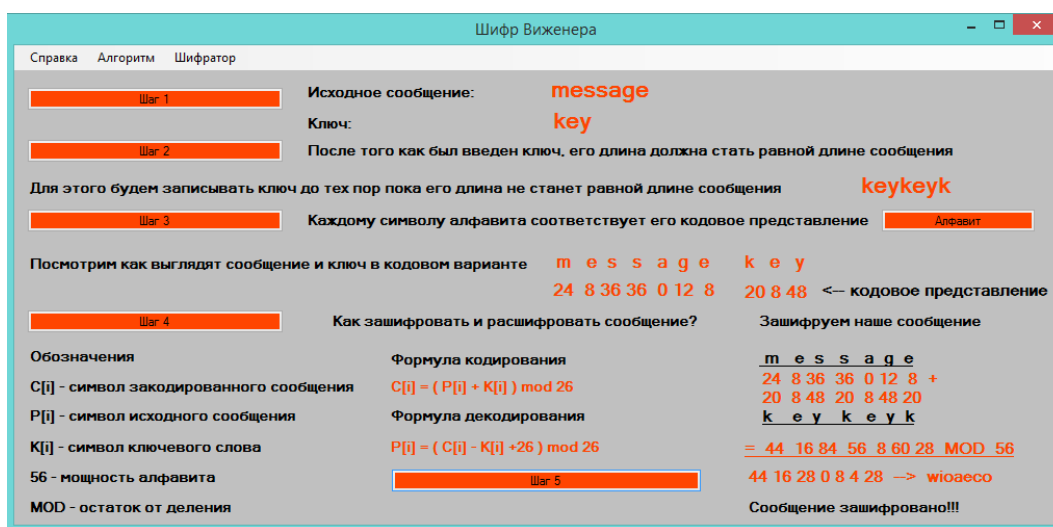 Шифр Виженера
Справка Алгоритм Шифратор
Шаг 1
Исходное сообщение: message
Ключ: key
Шаг 2
После того как был введен ключ, его длина должна стать равной длине сообщения
Для этого будем записывать ключ до тех пор пока его длина не станет равной длине сообщения keykeyk
Шаг 3
Каждому символу алфавита соответствует его кодовое представление
Алфавит
Посмотрим как выглядят сообщение и ключ в кодовом варианте
m e s s a g e k e y
24 8 36 36 0 12 8 20 8 48 <-- кодовое представление
Шаг 4
Как зашифровать и расшифровать сообщение?
Обозначения
C[i] - символ закодированного сообщения
P[i] - символ исходного сообщения
K[i] - символ ключевого слова
56 - мощность алфавита
MOD - остаток от деления
Формула кодирования
C[i] = ( P[i] + K[i] ) mod 26
Формула декодирования
P[i] = ( C[i] - K[i] +26 ) mod 26
Шаг 5
Зашифруем наше сообщение
m e s s a g e
24 8 36 36 0 12 8 +
20 8 48 20 8 48 20
k e y k e y k
= 44 16 84 56 8 60 28 MOD 56
44 16 28 0 8 4 28 --> wioaeco
Сообщение зашифровано!!!